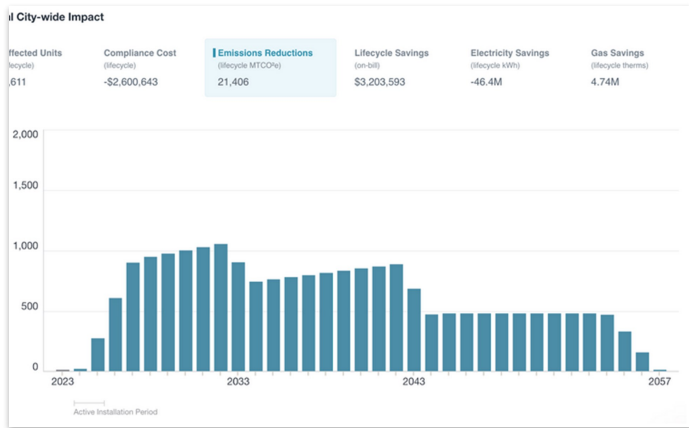 l City-wide Impact
ffected Units Compliance Cost Emissions Reductions Lifecycle Savings Electricity Savings Gas Savings
ecycle) (lifecycle) (lifecycle MTCO²e) (on-bill) (lifecycle kWh) (lifecycle therms)
,611 -$2,600,643 21,406 $3,203,593 -46.4M 4.74M
2,000
1,500
1,000
500
0
2023 2033 2043 2057
Active Installation Period